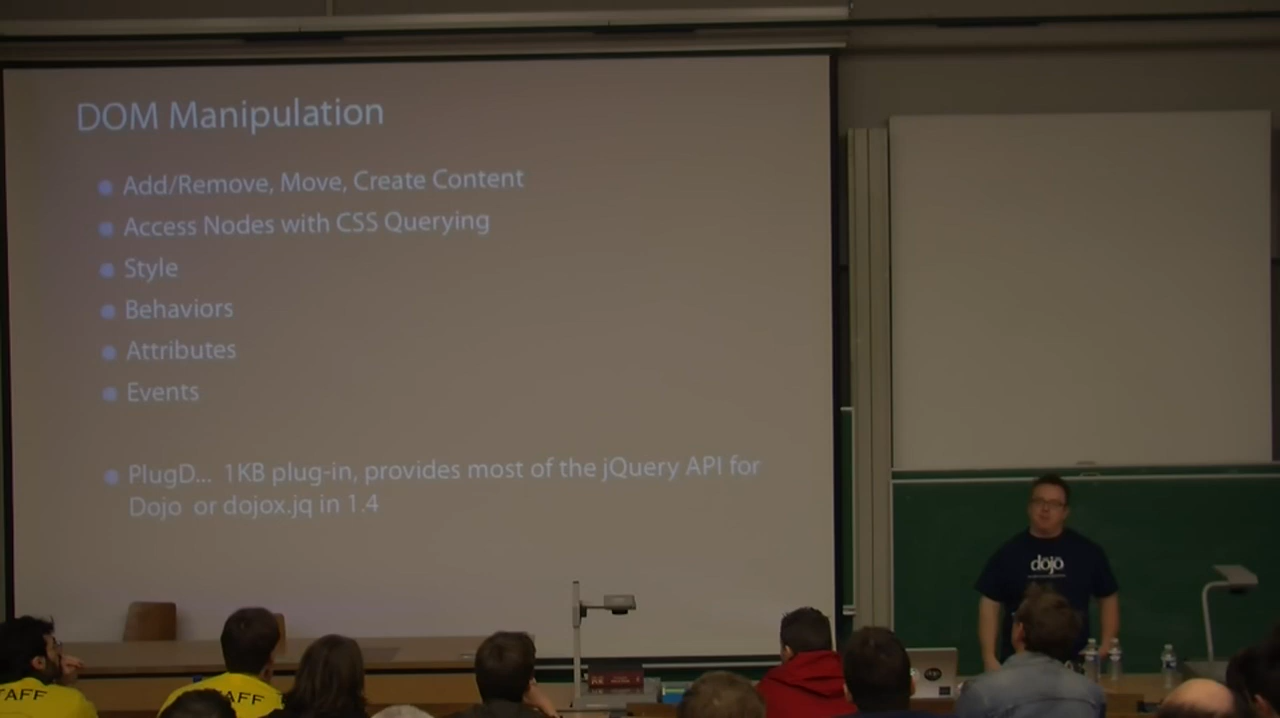 DOM Manipulation
Add/Remove, Move, Create Content
Access Nodes with CSS Querying
Style
Behaviors
Attributes
Events
PlugD... 1KB plug-in, provides most of the jQuery API for
Dojo or dojox.jq in 1.4
dojo
TAFF
AFF